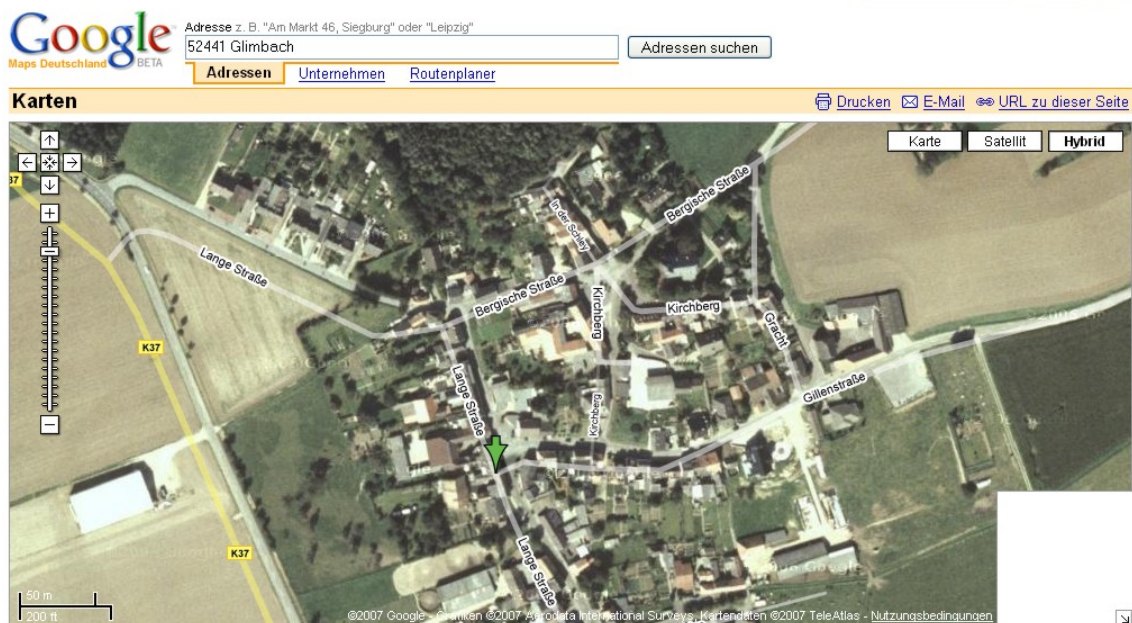 Google
Maps Deutschland BETA
Adresse z. B. "Am Markt 46, Siegburg" oder "Leipzig"
52441 Glimbach
Adressen suchen
Adressen Unternehmen Routenplaner
Karten
Drucken E-Mail URL zu dieser Seite
Karte Satellit Hybrid
37
Bergische Straße
In der Schley
Lange Straße
Bergische Straße
Kirchberg
Kirchberg
Gracht
K37
Lange Straße
Gillenstraße
Kirchberg
K37
Lange Straße
50 m
200 ft
©2007 Google - Grafiken ©2007 Aerodata International Surveys, Kartendaten ©2007 TeleAtlas - Nutzungsbedingungen